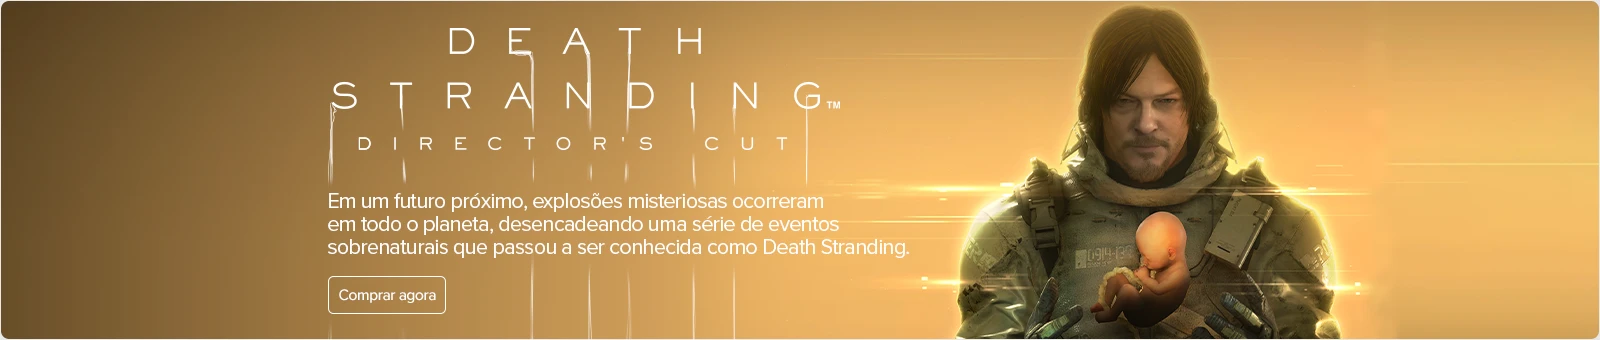 DEATH
STRANDING™
DIRECTOR'S CUT
Em um futuro próximo, explosões misteriosas ocorreram
em todo o planeta, desencadeando uma série de eventos
sobrenaturais que passou a ser conhecida como Death Stranding.
Comprar agora